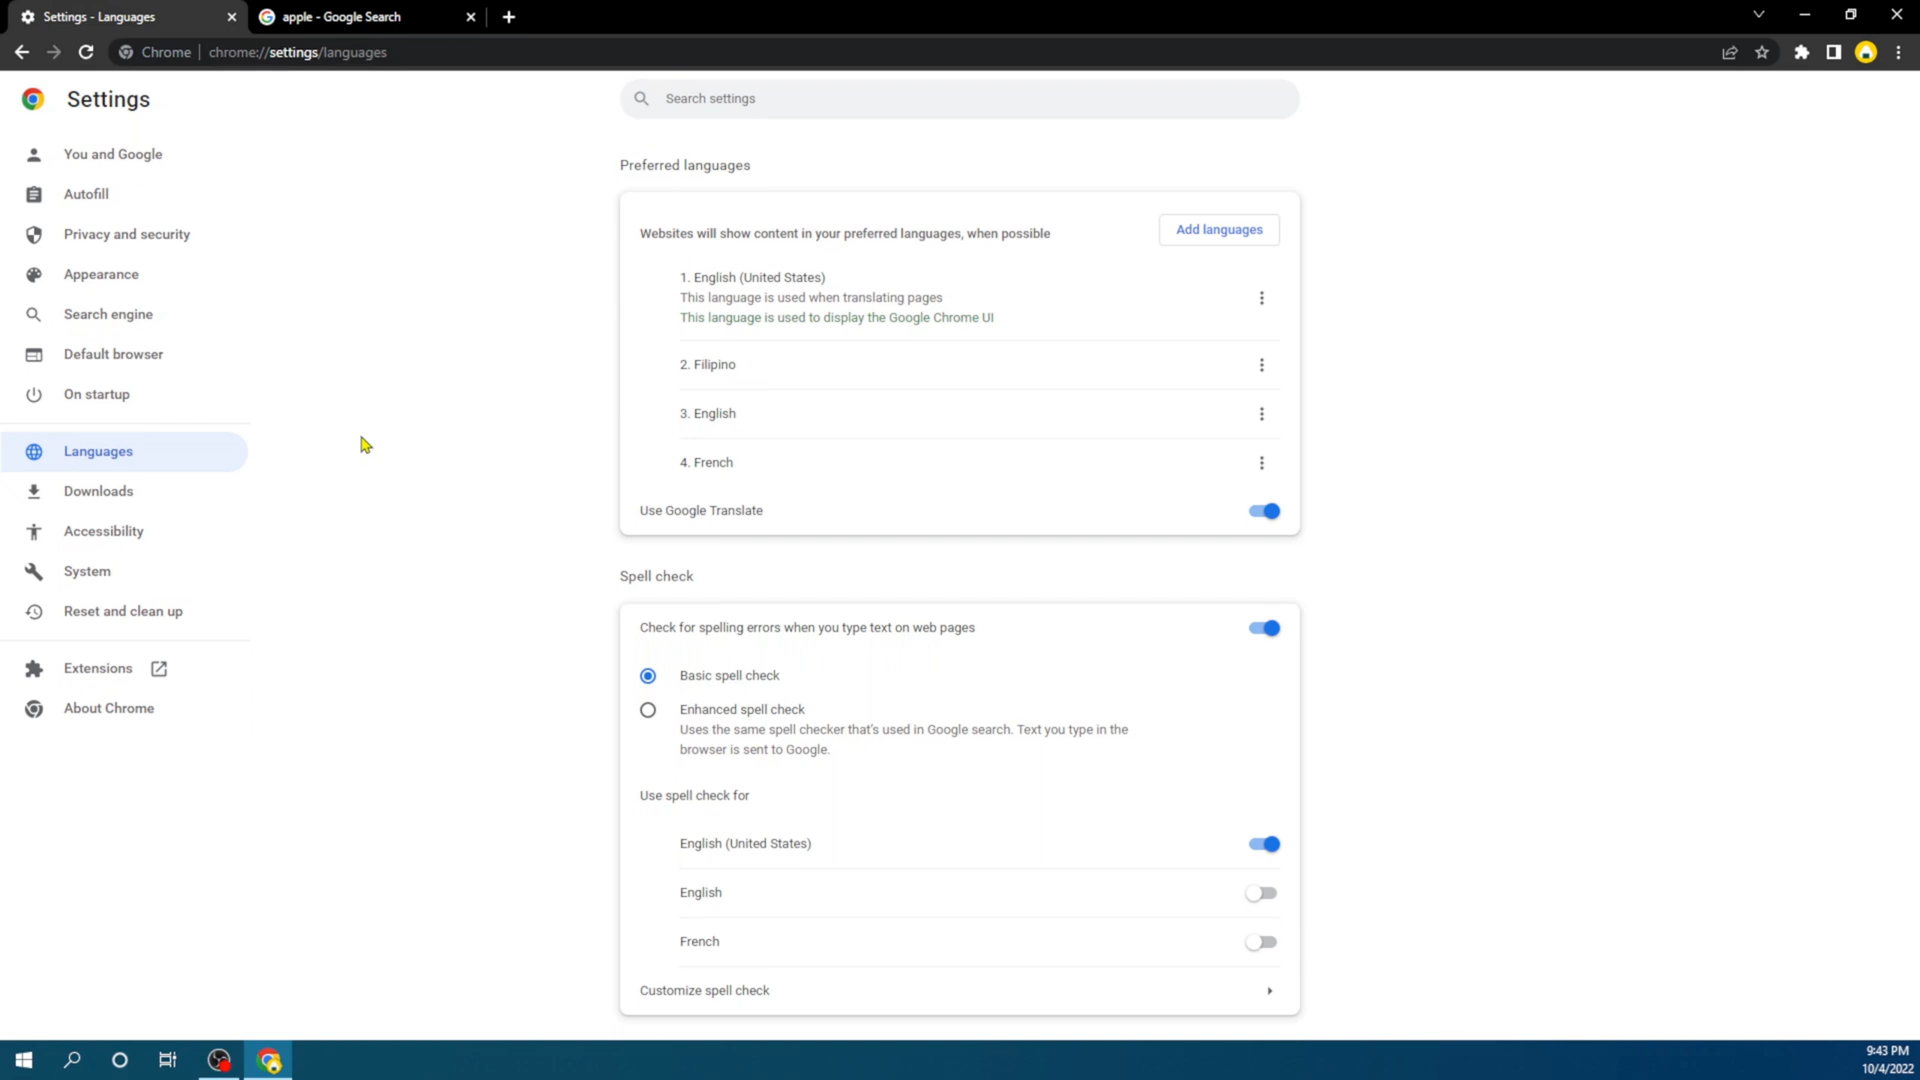 Settings - Languages
apple - Google Search
Chrome
chrome://settings/languages
Settings
Search settings
You and Google
Autofill
Privacy and security
Appearance
Search engine
Default browser
On startup
Languages
Downloads
Accessibility
System
Reset and clean up
Extensions
About Chrome
Preferred languages
Websites will show content in your preferred languages, when possible
Add languages
1. English (United States)
This language is used when translating pages
This language is used to display the Google Chrome UI
2. Filipino
3. English
4. French
Use Google Translate
Spell check
Check for spelling errors when you type text on web pages
Basic spell check
Enhanced spell check
Uses the same spell checker that's used in Google search. Text you type in the
browser is sent to Google.
Use spell check for
English (United States)
English
French
Customize spell check
9:43 PM
10/4/2022